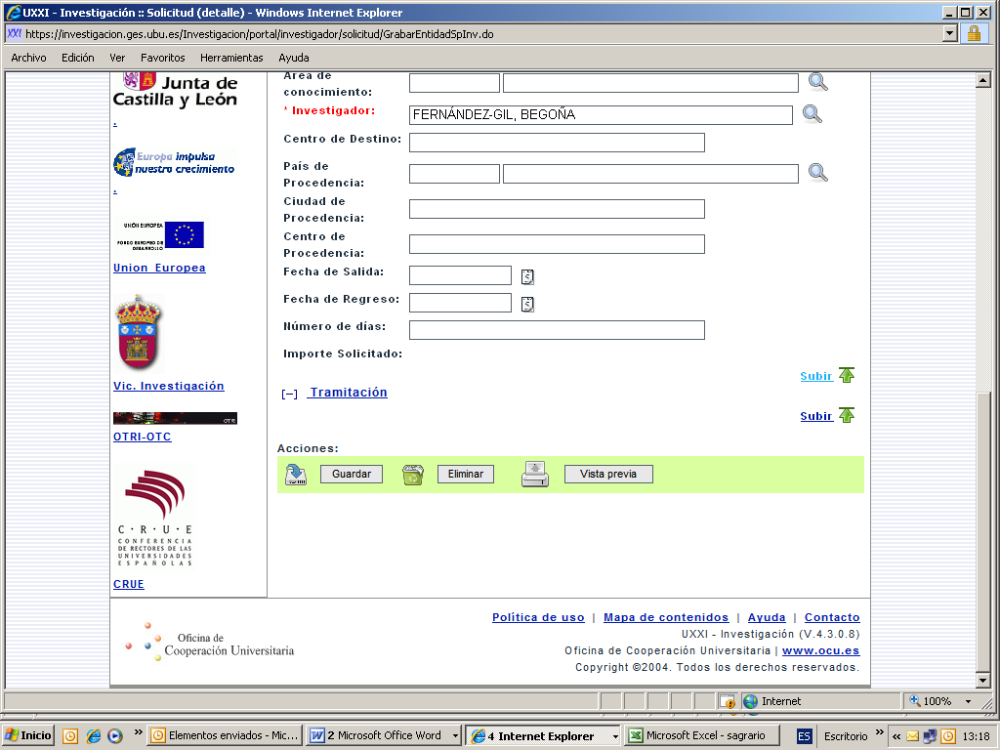 UXXI - Investigación :: Solicitud (detalle) - Windows Internet Explorer
XXI https://investigacion.ges.ubu.es/Investigacion/portal/investigador/solicitud/GrabarEntidadSpInv.do
Archivo Edición Ver Favoritos Herramientas Ayuda
Junta de
Castilla y León
.
Europa impulsa
nuestro crecimiento
.
UNIÓN EUROPEA
FONDO EUROPEO DE
DESARROLLO
Union Europea
Vic. Investigación
OTRI
OTRI-OTC
C·R·U·E
CONFERENCIA
DE RECTORES DE LAS
UNIVERSIDADES
ESPAÑOLAS
CRUE
Área de
conocimiento:
* Investigador: FERNÁNDEZ-GIL, BEGOÑA
Centro de Destino:
País de
Procedencia:
Ciudad de
Procedencia:
Centro de
Procedencia:
Fecha de Salida:
Fecha de Regreso:
Número de días:
Importe Solicitado:
Subir
[−] Tramitación
Subir
Acciones:
Guardar Eliminar Vista previa
Oficina de
Cooperación Universitaria
Política de uso | Mapa de contenidos | Ayuda | Contacto
UXXI - Investigación (V.4.3.0.8)
Oficina de Cooperación Universitaria | www.ocu.es
Copyright ©2004. Todos los derechos reservados.
Internet 100%
Inicio » Elementos enviados - Mic... 2 Microsoft Office Word 4 Internet Explorer Microsoft Excel - sagrario ES Escritorio » « 13:18